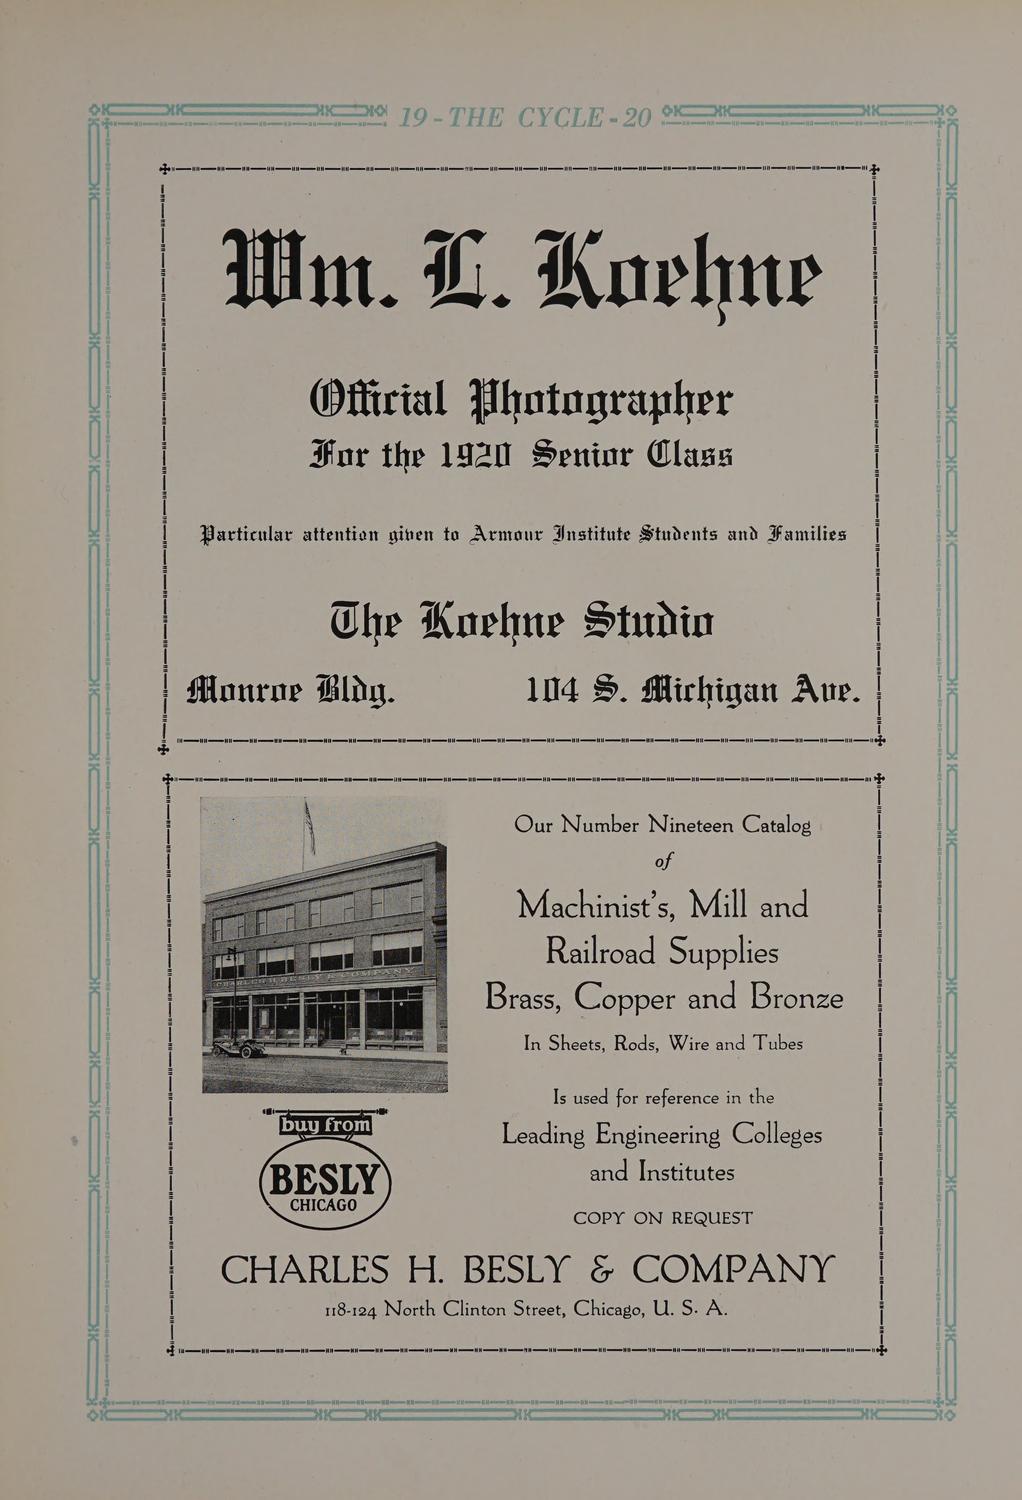 19-THE CYCLE-20
Wm. L. Koehne
Official Photographer
For the 1920 Senior Class
Particular attention given to Armour Institute Students and Families
The Koehne Studio
Monroe Bldg. 104 S. Michigan Ave.
CHARLES H. BESLY & COMPANY
buy from
BESLY
CHICAGO
Our Number Nineteen Catalog
of
Machinist's, Mill and
Railroad Supplies
Brass, Copper and Bronze
In Sheets, Rods, Wire and Tubes
Is used for reference in the
Leading Engineering Colleges
and Institutes
COPY ON REQUEST
CHARLES H. BESLY & COMPANY
118-124 North Clinton Street, Chicago, U. S. A.